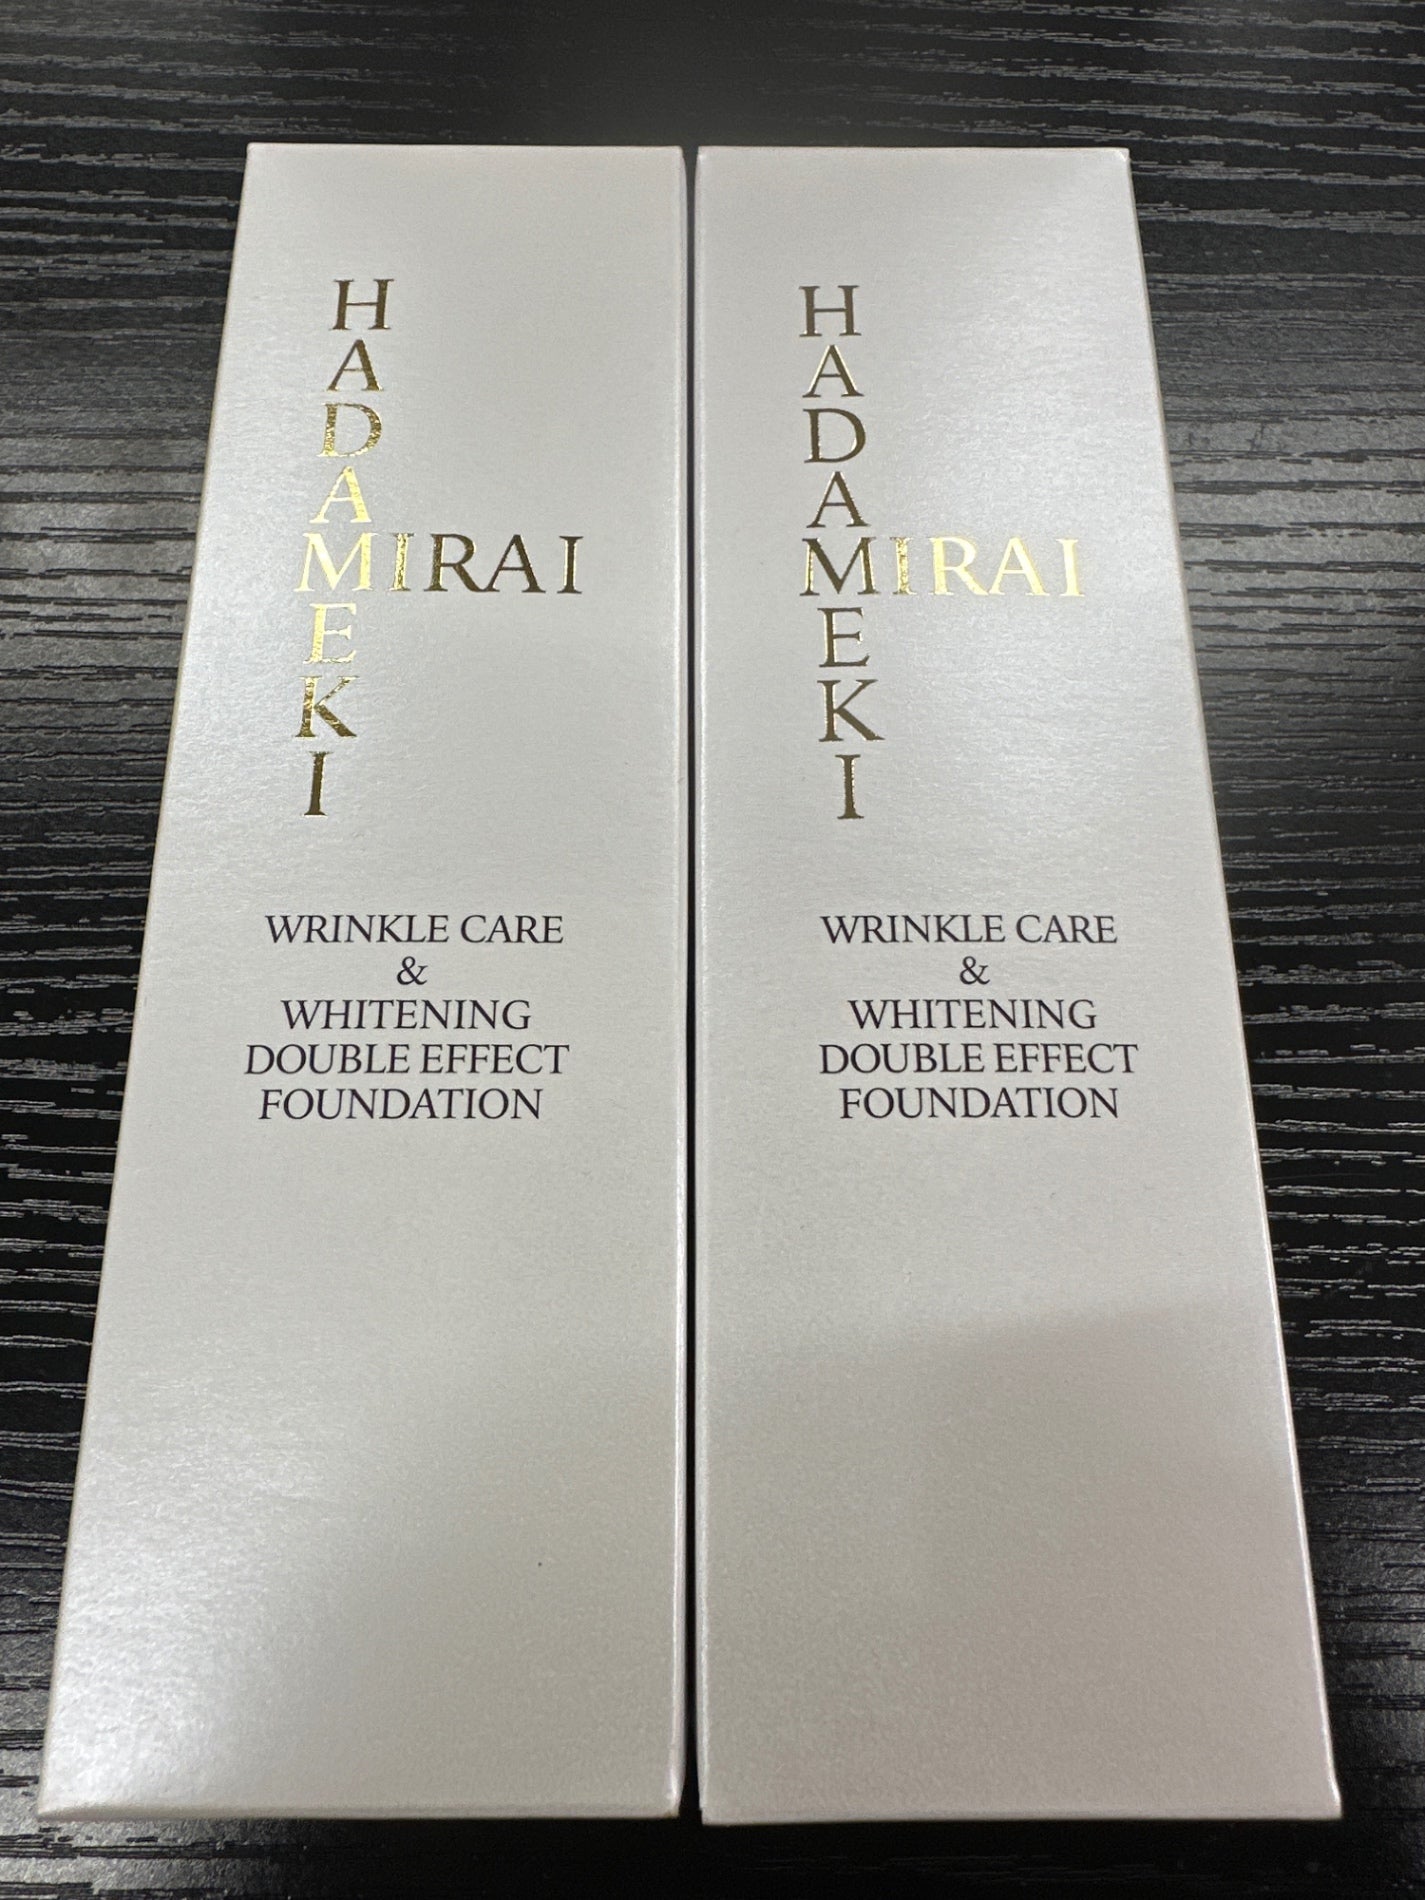 HADAMEKI
MIRAI
WRINKLE CARE
&
WHITENING
DOUBLE EFFECT
FOUNDATION
HADAMEKI
MIRAI
WRINKLE CARE
&
WHITENING
DOUBLE EFFECT
FOUNDATION